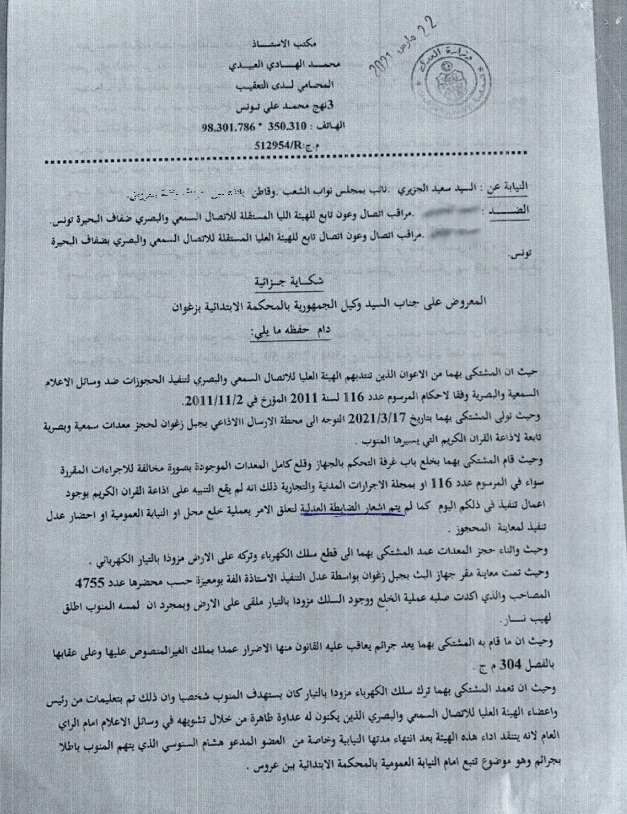 22 مارس 2021
وزارة العدل
مكتب الاستاذ
محمد الهادي العبيدي
المحامي لدى التعقيب
3نهج محمد علي تونس
الهاتف : 350.310 * 98.301.786
م.ج:512954/R
النيابة عن : السيد سعيد الجزيري .نائب بمجلس نواب الشعب .وقاطن
الضــــد : .مراقب اتصال وعون تابع للهيئة اللبا المستقلة للاتصال السمعي والبصري ضفاف البحيرة تونس.
.مراقب اتصال وعون اتصال تابع للهيئة العليا المستقلة للاتصال السمعي والبصري بضفاف البحيرة
تونس.
شكاية جزائية
المعروض على جناب السيد وكيل الجمهورية بالمحكمة الابتدائية بزغوان
دام حفظه ما يلي:
حيث ان المشتكى بهما من الاعوان الذين تنتدبهم الهيئة العليا للاتصال السمعي والبصري لتنفيذ الحجوزات ضد وسائل الاعلام
السمعية والبصرية وفقا لاحكام المرسوم عدد 116 لسنة 2011 المؤرخ في 2011/11/2.
وحيث تولى المشتكى بهما بتاريخ 2021/3/17 التوجه الى محطة الارسال الاذاعي بجبل زغوان لحجز معدات سمعية وبصرية
تابعة لاذاعة القران الكريم التي يسيرها المنوب .
وحيث قام المشتكى بهما بخلع باب غرفة التحكم بالجهاز وقلع كامل المعدات الموجودة بصورة مخالفة للاجراءات المقررة
سواء في المرسوم عدد 116 او بمجلة الاجرارات المدنية والتجارية ذلك انه لم يقع التنبيه على اذاعة القران الكريم بوجود
اعمال تنفيذ في ذلكم اليوم كما لم يتم اشعار الضابطة العدلية لتعلق الامر بعملية خلع محل او النيابة العمومية او احضار عدل
تنفيذ لمعاينة المحجوز .
وحيث واثناء حجز المعدات عمد المشتكى بهما الى قطع سلك الكهرباء وتركه على الارض مزودا بالتيار الكهربائي .
وحيث تمت معاينة مقر جهاز البث بجبل زغوان بواسطة عدل التنفيذ الاستاذة الفة بومعيزة حسب محضرها عدد 4755
المصاحب والذي اكدت صلبه عملية الخلع ووجود السلك مزودا بالتيار ملقى على الارض وبمجرد ان لمسه المنوب اطلق
لهيب نــار.
وحيث ان ما قام به المشتكى بهما يعد جرائم يعاقب عليه القانون منها الاضرار عمدا بملك الغيرالمنصوص عليها وعلى عقابها
بالفصل 304 م ج .
وحيث ان تعمد المشتكى بهما ترك سلك الكهرباء مزودا بالتيار كان يستهدف المنوب شخصيا وان ذلك تم بتعليمات من رئيس
واعضاء الهيئة العليا للاتصال السمعي والبصري الذين يكنون له عداوة ظاهرة من خلال تشويهه في وسائل الاعلام امام الراي
العام لانه ينتقد اداء هذه الهيئة بعد انتهاء مدتها النيابية وخاصة من العضو المدعو هشام السنوسي الذي يتهم المنوب باطلا
بجرائم وهو موضوع تتبع امام النيابة العمومية بالمحكمة الابتدائية ببن عروس .